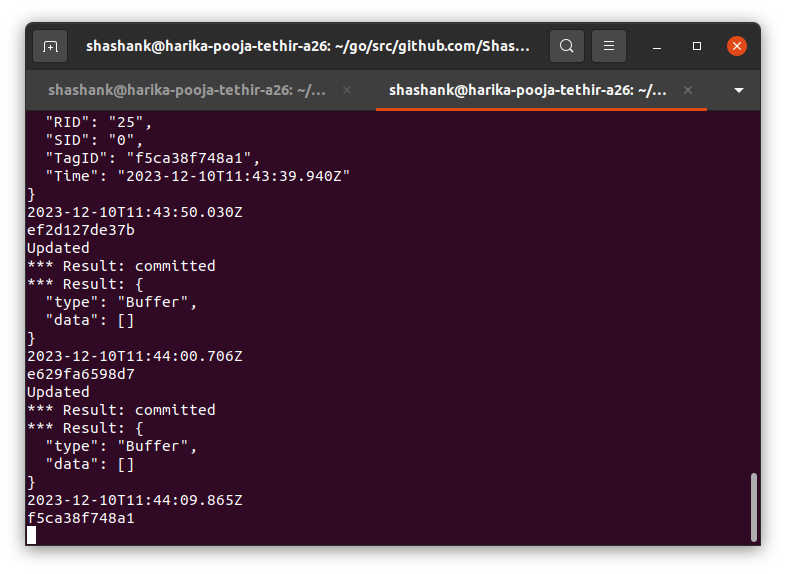 shashank@harika-pooja-tethir-a26: ~/go/src/github.com/Shas...
shashank@harika-pooja-tethir-a26: ~/...
shashank@harika-pooja-tethir-a26: ~/...
"RID": "25",
"SID": "0",
"TagID": "f5ca38f748a1",
"Time": "2023-12-10T11:43:39.940Z"
}
2023-12-10T11:43:50.030Z
ef2d127de37b
Updated
*** Result: committed
*** Result: {
"type": "Buffer",
"data": []
}
2023-12-10T11:44:00.706Z
e629fa6598d7
Updated
*** Result: committed
*** Result: {
"type": "Buffer",
"data": []
}
2023-12-10T11:44:09.865Z
f5ca38f748a1